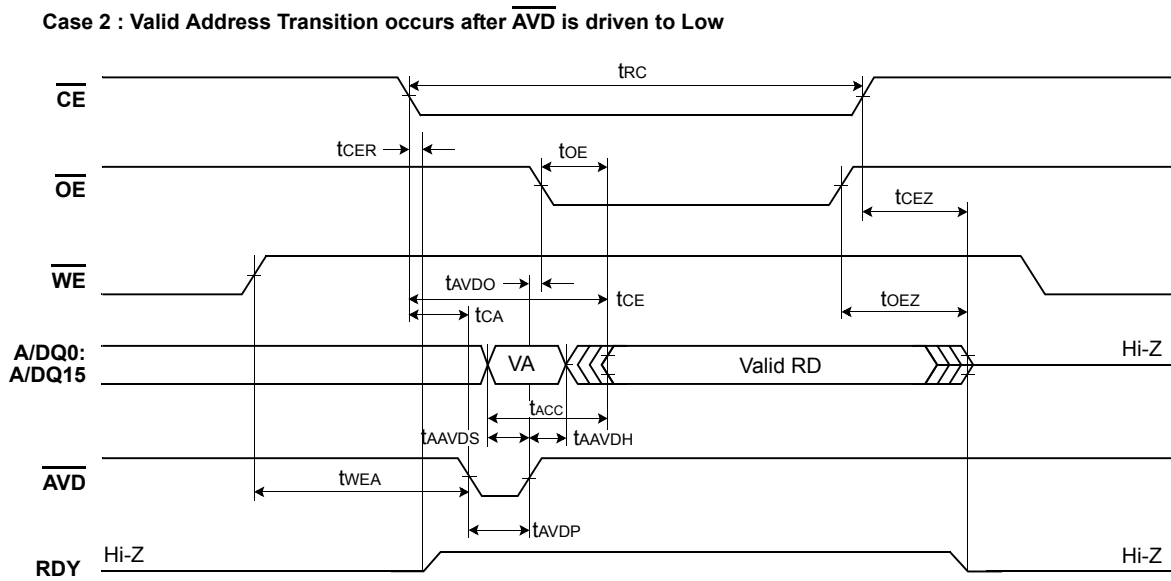 Case 2 : Valid Address Transition occurs after AVD is driven to Low
tRC
CE
tCER
tOE
OE
tCEZ
WE
tAVDO
tCE
tOEZ
tCA
A/DQ0:
A/DQ15
VA
Valid RD
Hi-Z
tACC
tAAVDS
tAAVDH
AVD
tWEA
tAVDP
Hi-Z
Hi-Z
RDY